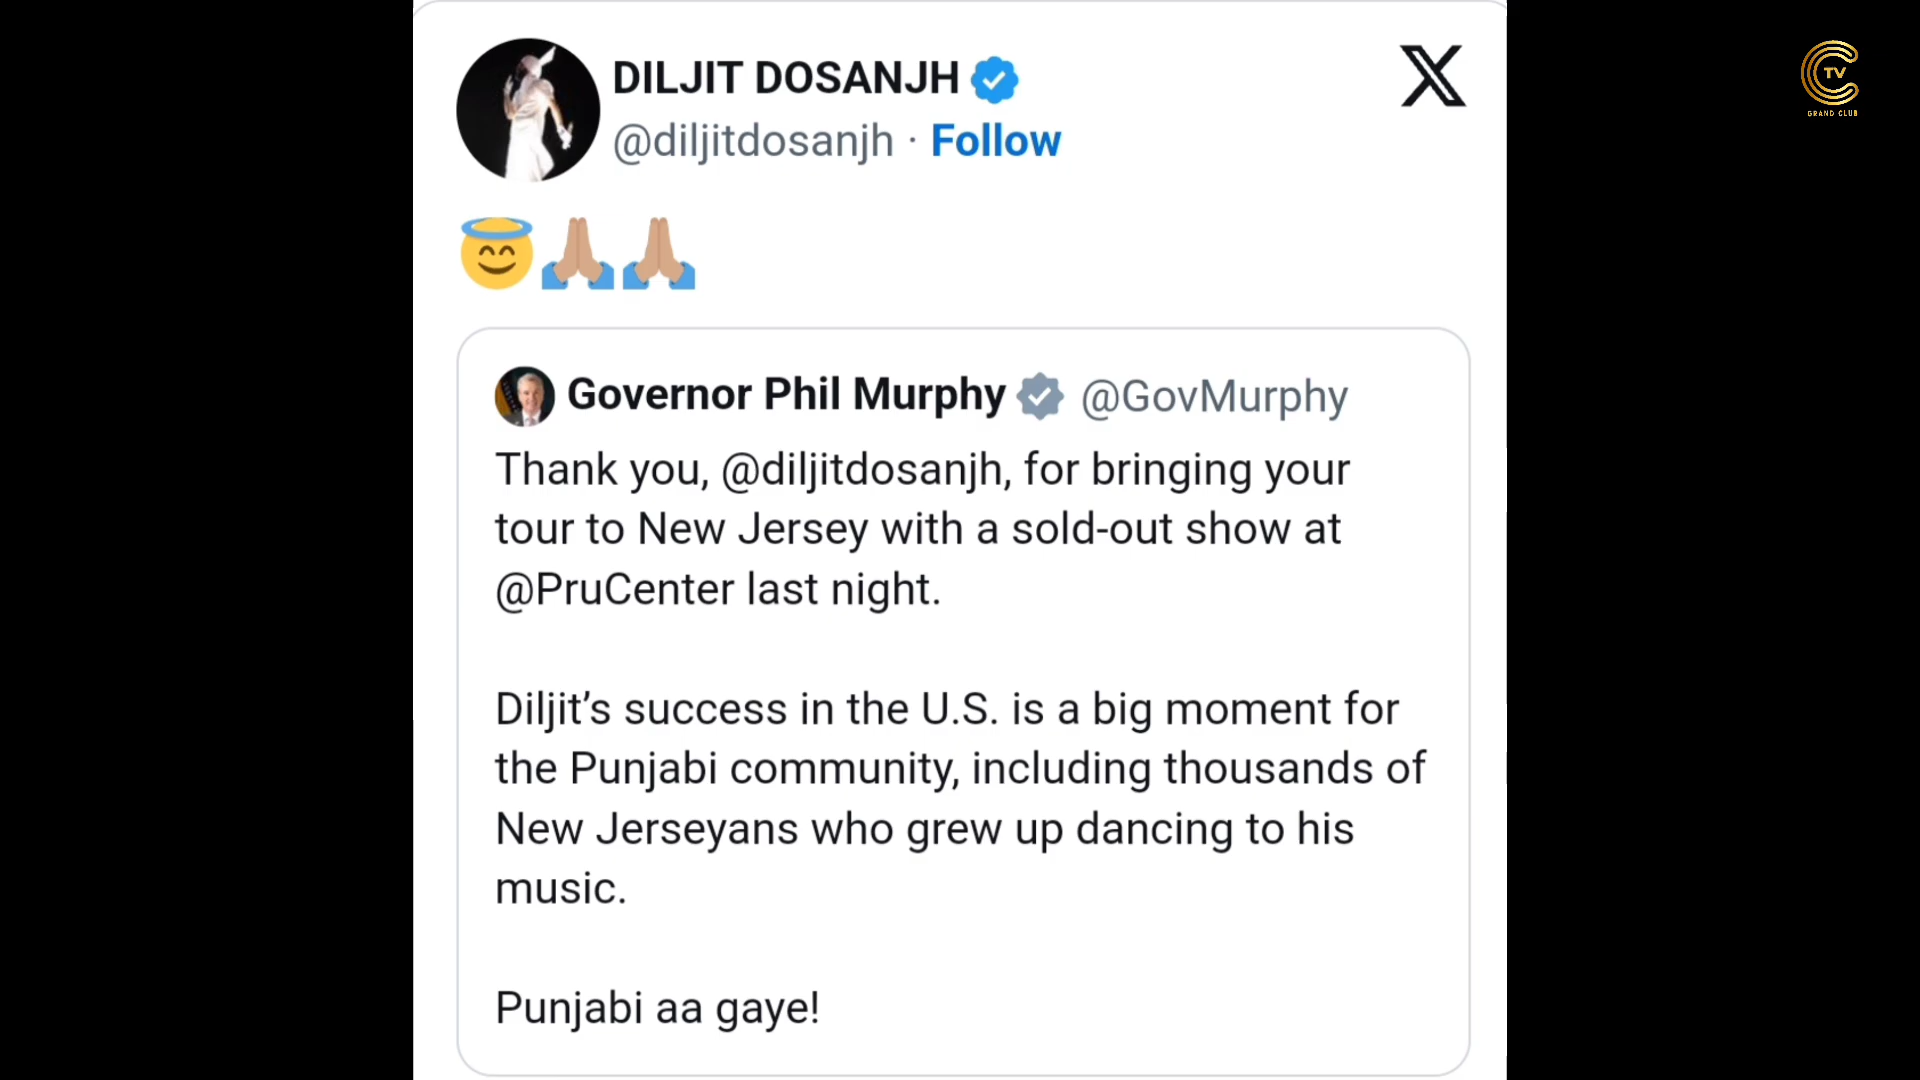 DILJIT DOSANJH
@diljitdosanjh · Follow
TV
GRAND CLUB
😇🙏🏽🙏🏽
Governor Phil Murphy @GovMurphy
Thank you, @diljitdosanjh, for bringing your
tour to New Jersey with a sold-out show at
@PruCenter last night.
Diljit’s success in the U.S. is a big moment for
the Punjabi community, including thousands of
New Jerseyans who grew up dancing to his
music.
Punjabi aa gaye!